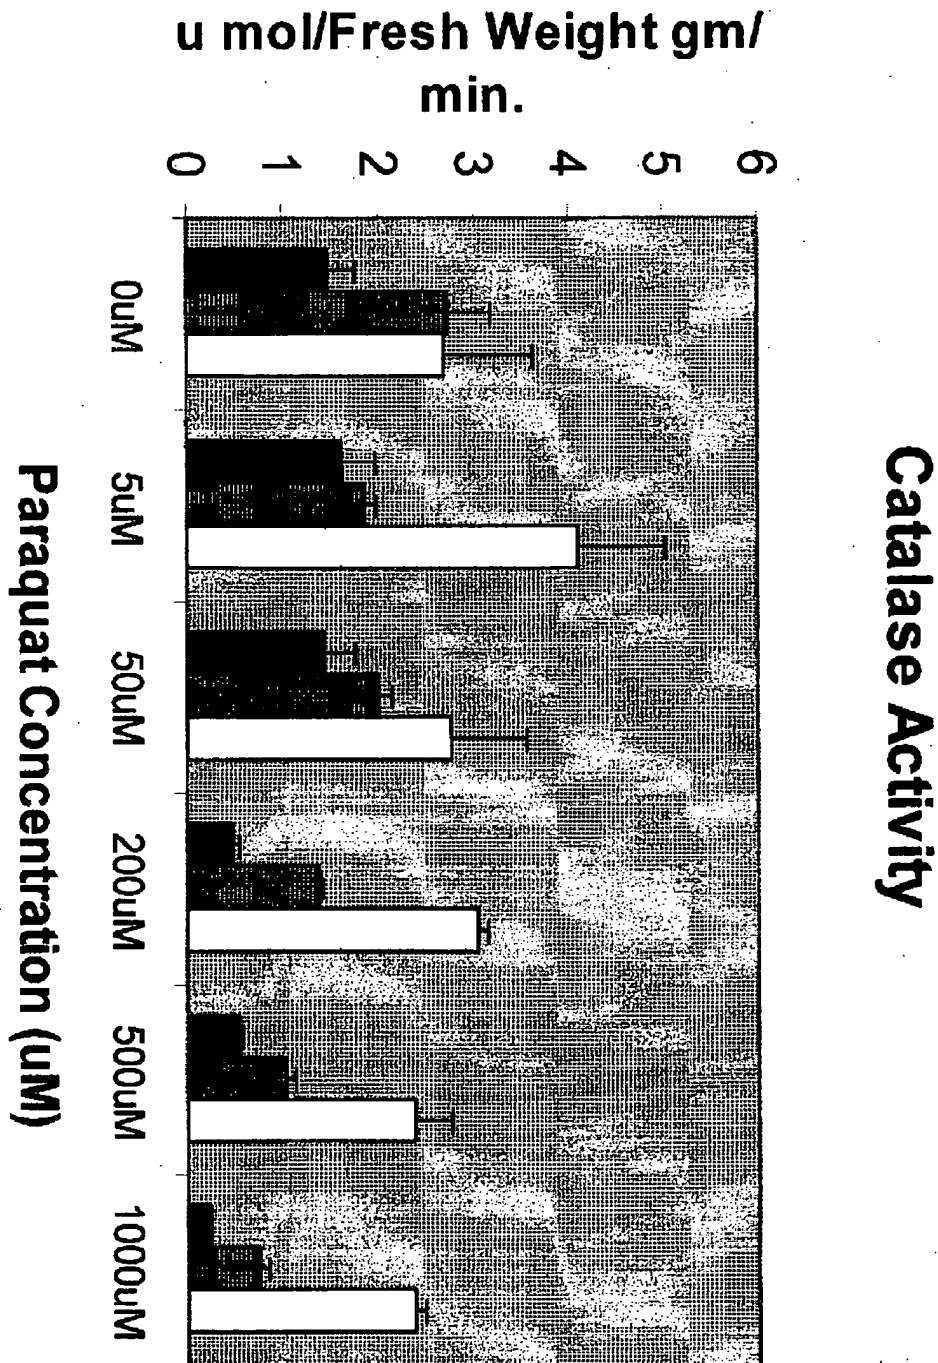 Catalase Activity
u mol/Fresh Weight gm/
min.
6
5
4
3
2
1
0
0uM
5uM
50uM
200uM
500uM
1000uM
Paraquat Concentration (uM)